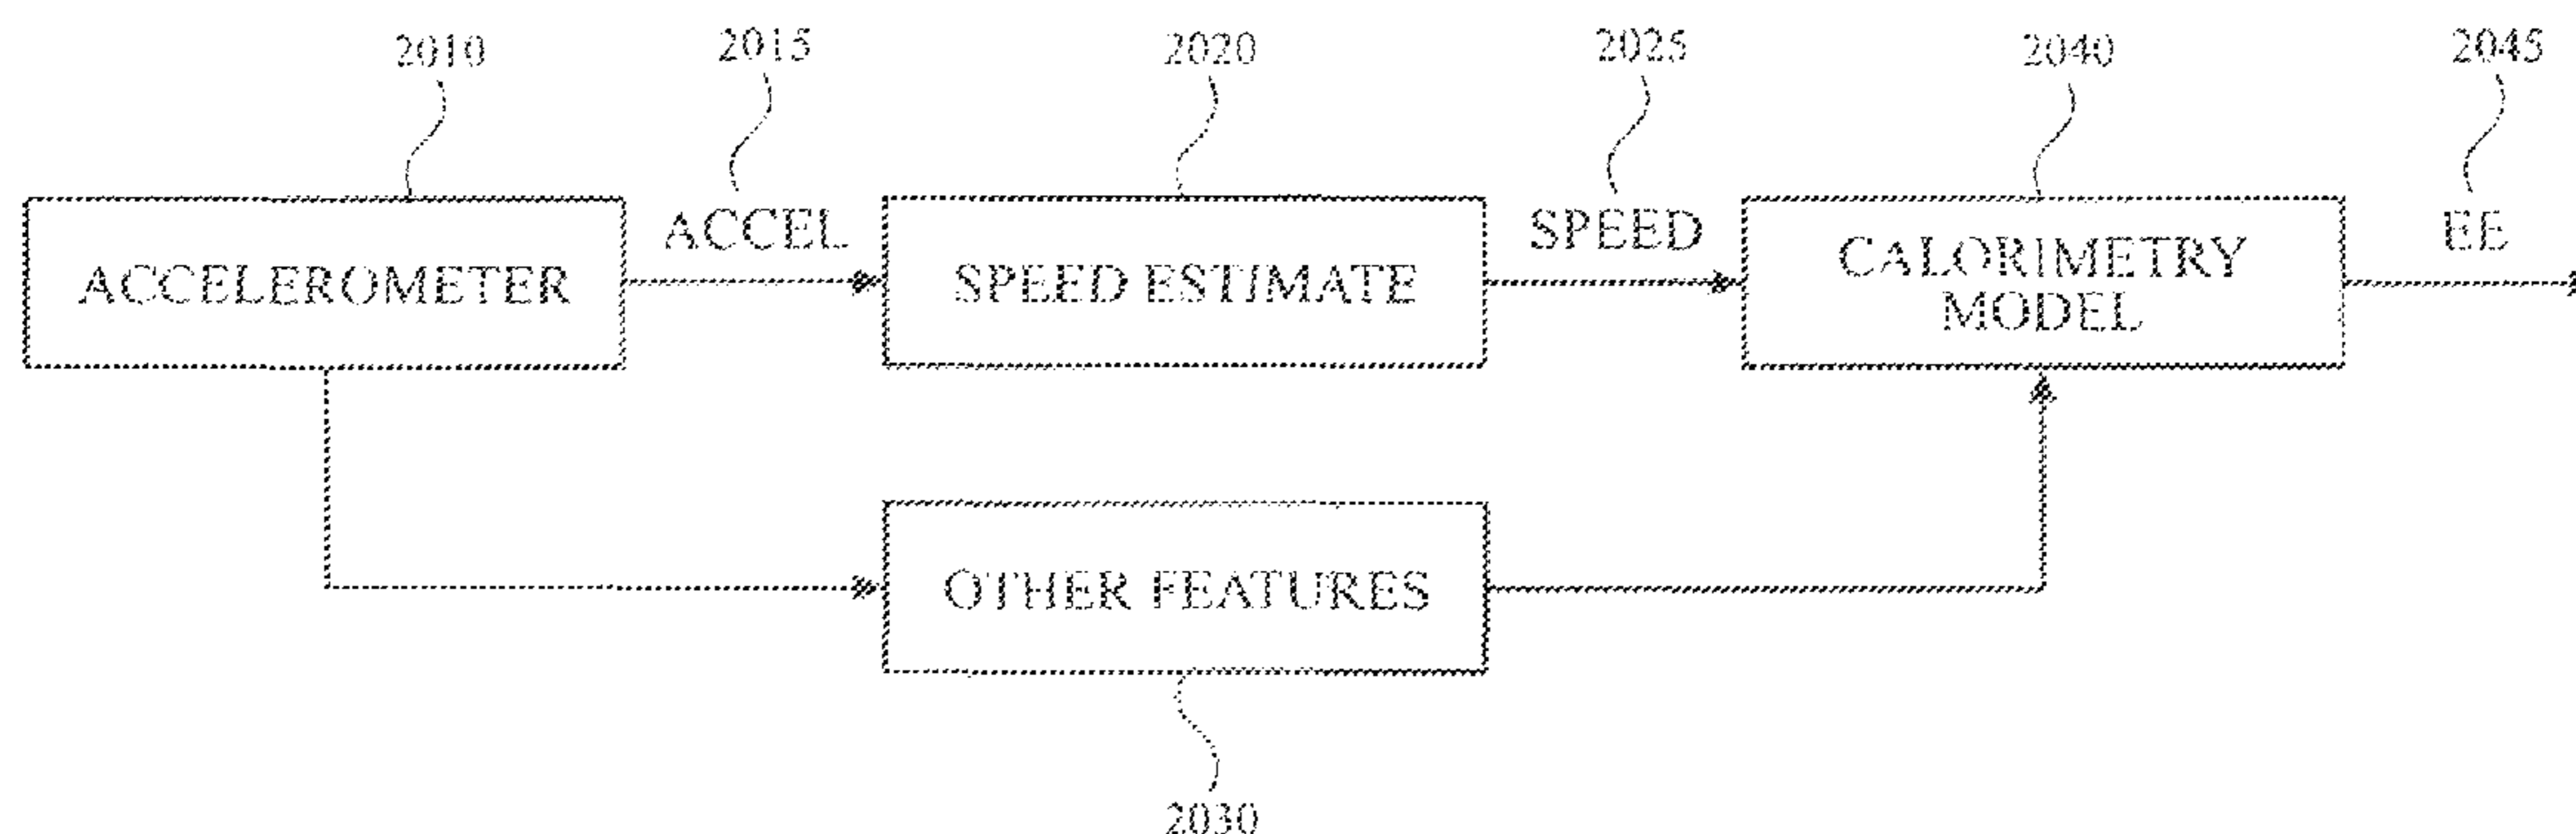 2010 2015 2020 2025 2040 2045
ACCEL SPEED EE
ACCELEROMETER SPEED ESTIMATE CALORIMETRY
MODEL
OTHER FEATURES
2030